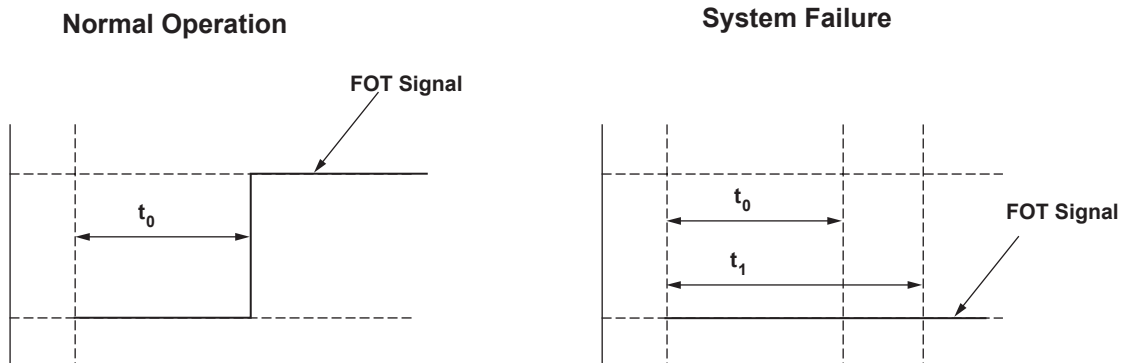 Normal Operation
System Failure
FOT Signal
t0
t0
t1
FOT Signal